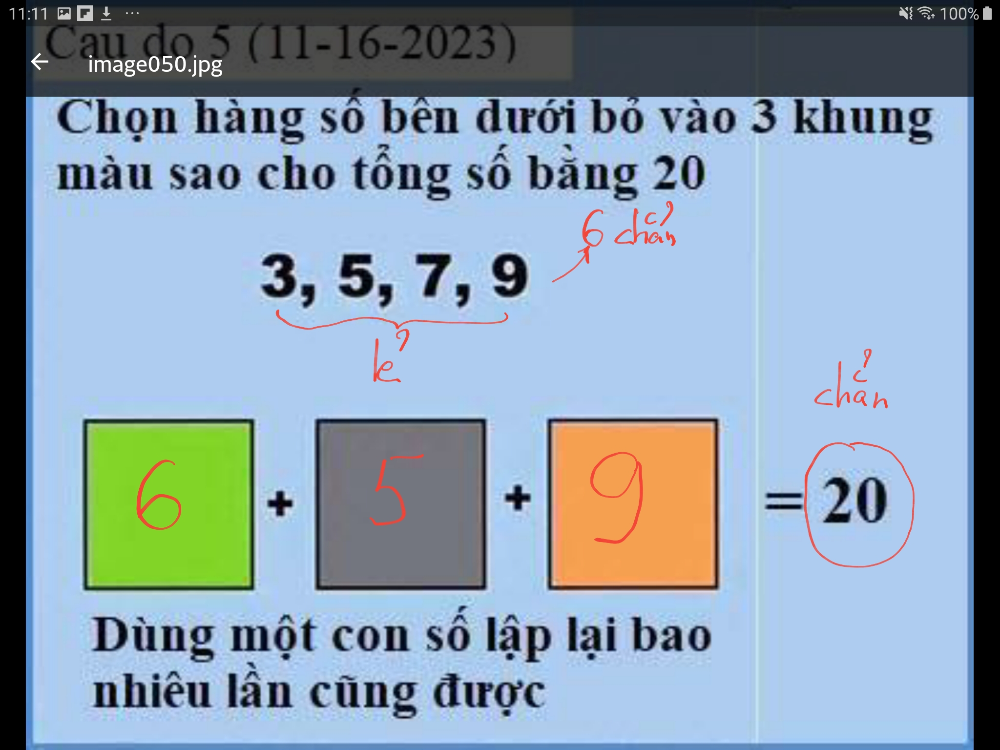 11:11 ... 100%
Cau do 5 (11-16-2023)
image050.jpg
Chọn hàng số bên dưới bỏ vào 3 khung
màu sao cho tổng số bằng 20
6 chẳn
3, 5, 7, 9
kẻ
chẳn
6 + 5 + 9 = 20
Dùng một con số lập lại bao
nhiêu lần cũng được